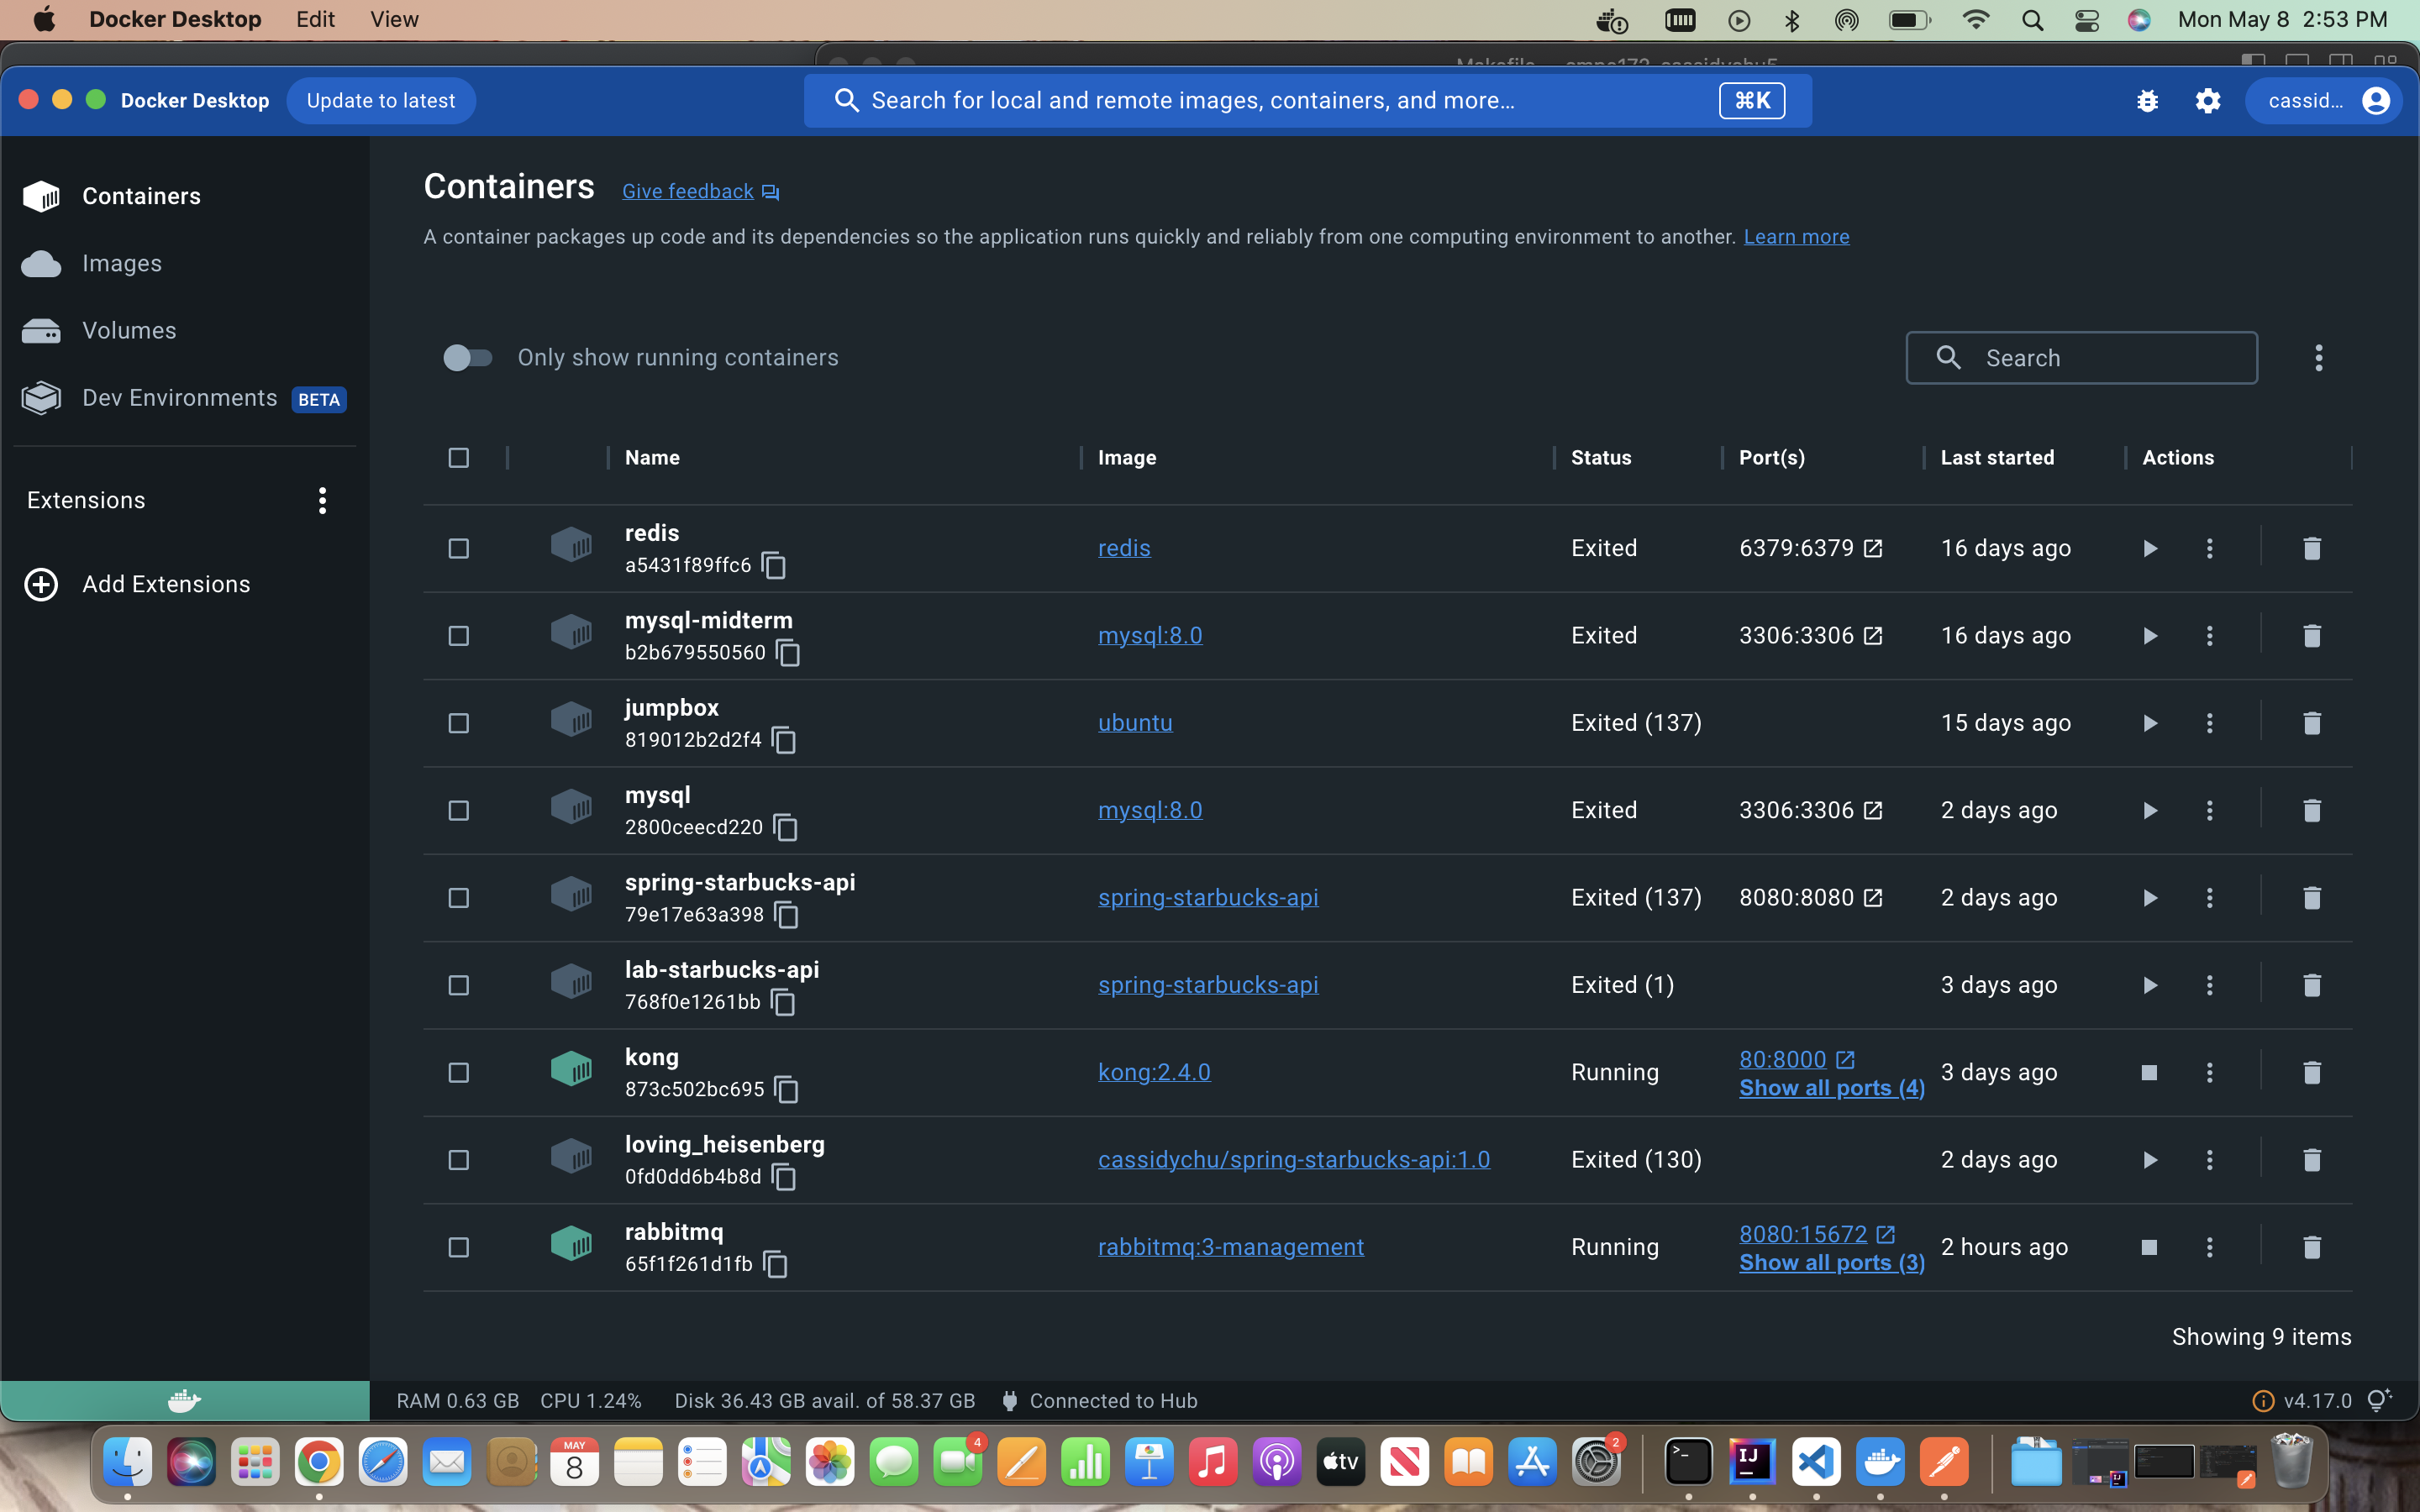 Docker Desktop Edit View Mon May 8 2:53 PM
Docker Desktop Update to latest Search for local and remote images, containers, and more... ⌘K cassid...
Containers
Images
Volumes
Dev Environments BETA
Extensions
Add Extensions
Containers Give feedback
A container packages up code and its dependencies so the application runs quickly and reliably from one computing environment to another. Learn more
Only show running containers Search
Name Image Status Port(s) Last started Actions
redis
a5431f89ffc6 redis Exited 6379:6379 16 days ago
mysql-midterm
b2b679550560 mysql:8.0 Exited 3306:3306 16 days ago
jumpbox
819012b2d2f4 ubuntu Exited (137) 15 days ago
mysql
2800ceecd220 mysql:8.0 Exited 3306:3306 2 days ago
spring-starbucks-api
79e17e63a398 spring-starbucks-api Exited (137) 8080:8080 2 days ago
lab-starbucks-api
768f0e1261bb spring-starbucks-api Exited (1) 3 days ago
kong
873c502bc695 kong:2.4.0 Running 80:8000 Show all ports (4) 3 days ago
loving_heisenberg
0fd0dd6b4b8d cassidychu/spring-starbucks-api:1.0 Exited (130) 2 days ago
rabbitmq
65f1f261d1fb rabbitmq:3-management Running 8080:15672 Show all ports (3) 2 hours ago
Showing 9 items
RAM 0.63 GB CPU 1.24% Disk 36.43 GB avail. of 58.37 GB Connected to Hub v4.17.0
MAY
8
4
tv
2
IJ